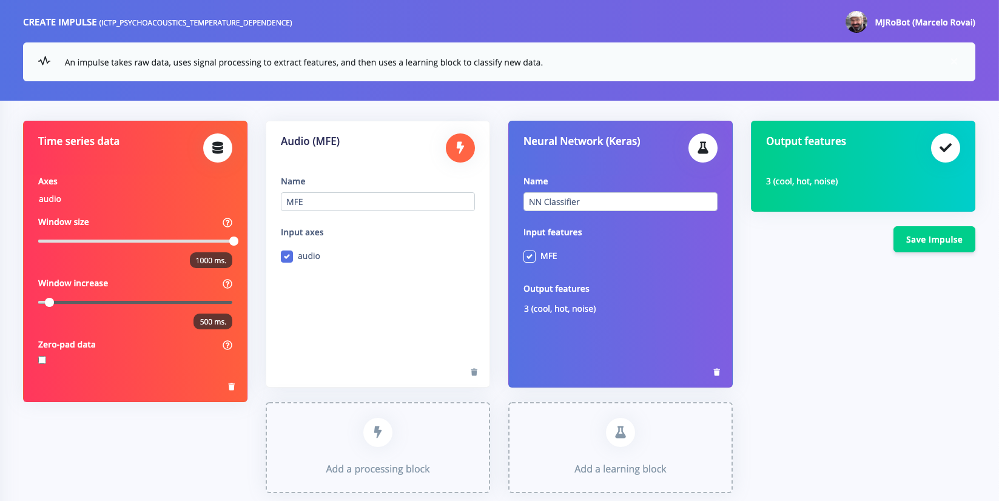 CREATE IMPULSE (ICTP_PSYCHOACOUSTICS_TEMPERATURE_DEPENDENCE)
MJRoBot (Marcelo Rovai)
An impulse takes raw data, uses signal processing to extract features, and then uses a learning block to classify new data.
Time series data
Axes
audio
Window size
1000 ms.
Window increase
500 ms.
Zero-pad data
Audio (MFE)
Name
MFE
Input axes
audio
Neural Network (Keras)
Name
NN Classifier
Input features
MFE
Output features
3 (cool, hot, noise)
Output features
3 (cool, hot, noise)
Save Impulse
Add a processing block
Add a learning block